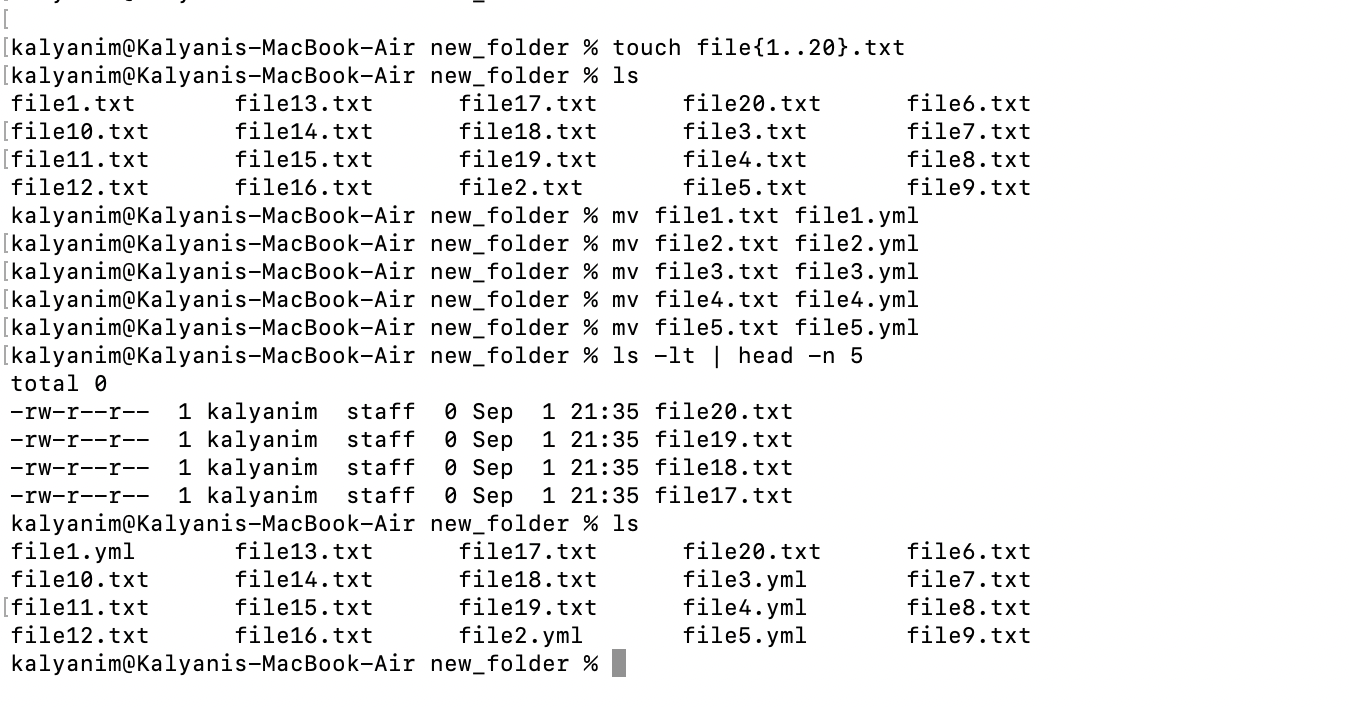 [
[kalyanim@Kalyanis-MacBook-Air new_folder % touch file{1..20}.txt
[kalyanim@Kalyanis-MacBook-Air new_folder % ls
file1.txt file13.txt file17.txt file20.txt file6.txt
[file10.txt file14.txt file18.txt file3.txt file7.txt
[file11.txt file15.txt file19.txt file4.txt file8.txt
file12.txt file16.txt file2.txt file5.txt file9.txt
kalyanim@Kalyanis-MacBook-Air new_folder % mv file1.txt file1.yml
[kalyanim@Kalyanis-MacBook-Air new_folder % mv file2.txt file2.yml
[kalyanim@Kalyanis-MacBook-Air new_folder % mv file3.txt file3.yml
[kalyanim@Kalyanis-MacBook-Air new_folder % mv file4.txt file4.yml
[kalyanim@Kalyanis-MacBook-Air new_folder % mv file5.txt file5.yml
[kalyanim@Kalyanis-MacBook-Air new_folder % ls -lt | head -n 5
total 0
-rw-r--r-- 1 kalyanim staff 0 Sep 1 21:35 file20.txt
-rw-r--r-- 1 kalyanim staff 0 Sep 1 21:35 file19.txt
-rw-r--r-- 1 kalyanim staff 0 Sep 1 21:35 file18.txt
-rw-r--r-- 1 kalyanim staff 0 Sep 1 21:35 file17.txt
kalyanim@Kalyanis-MacBook-Air new_folder % ls
file1.yml file13.txt file17.txt file20.txt file6.txt
file10.txt file14.txt file18.txt file3.yml file7.txt
[file11.txt file15.txt file19.txt file4.yml file8.txt
file12.txt file16.txt file2.yml file5.yml file9.txt
kalyanim@Kalyanis-MacBook-Air new_folder %